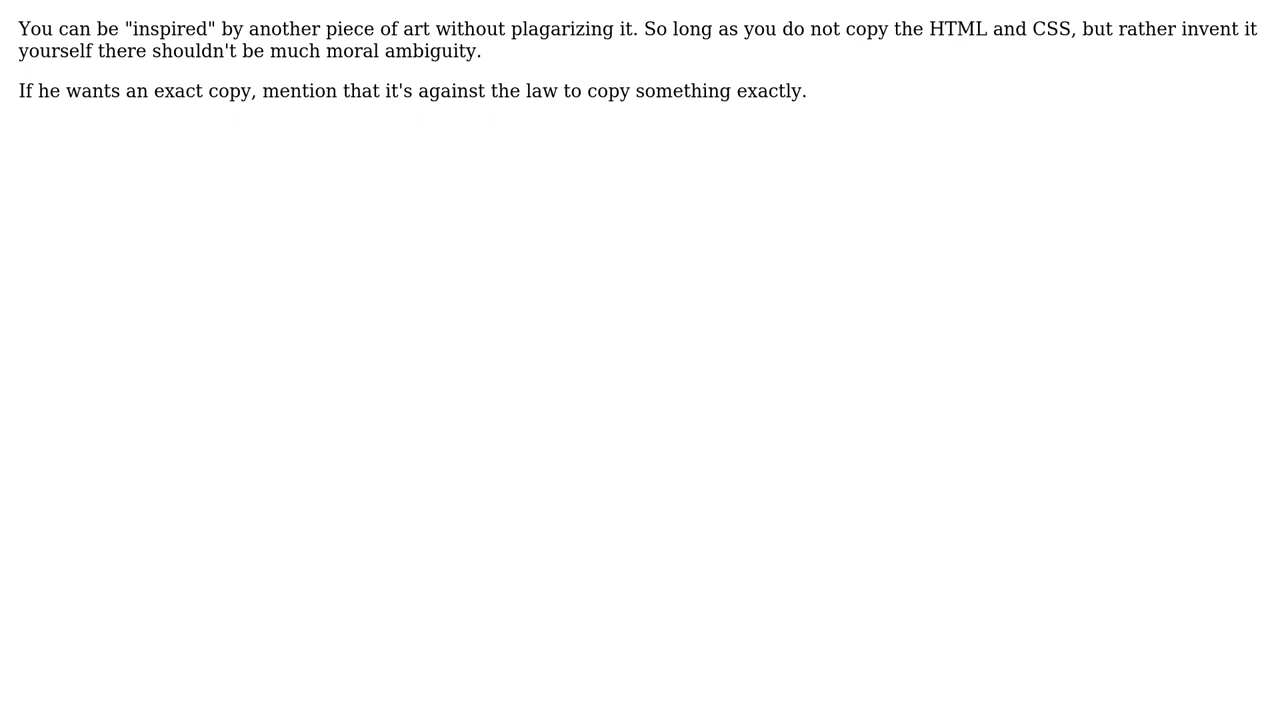 You can be "inspired" by another piece of art without plagarizing it. So long as you do not copy the HTML and CSS, but rather invent it
yourself there shouldn't be much moral ambiguity.
If he wants an exact copy, mention that it's against the law to copy something exactly.